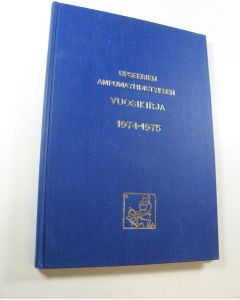 UPSEERIEN
AMPUMAYHDISTYKSEN
VUOSIKIRJA
1974-1975